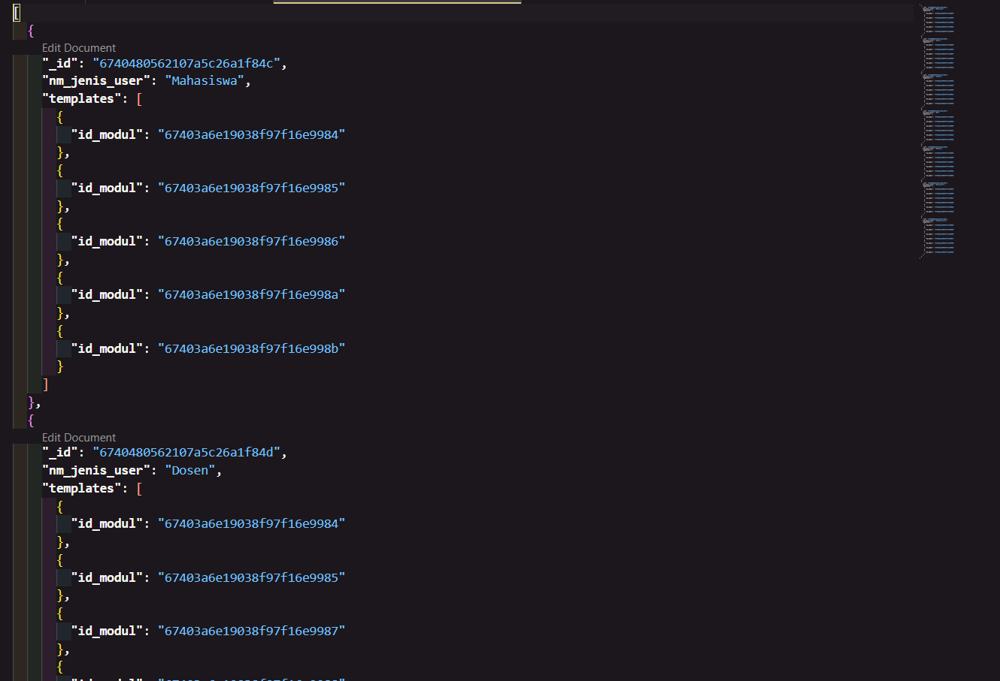 [
{
Edit Document
"_id": "6740480562107a5c26a1f84c",
"nm_jenis_user": "Mahasiswa",
"templates": [
{
"id_modul": "67403a6e19038f97f16e9984"
},
{
"id_modul": "67403a6e19038f97f16e9985"
},
{
"id_modul": "67403a6e19038f97f16e9986"
},
{
"id_modul": "67403a6e19038f97f16e998a"
},
{
"id_modul": "67403a6e19038f97f16e998b"
}
]
},
{
Edit Document
"_id": "6740480562107a5c26a1f84d",
"nm_jenis_user": "Dosen",
"templates": [
{
"id_modul": "67403a6e19038f97f16e9984"
},
{
"id_modul": "67403a6e19038f97f16e9985"
},
{
"id_modul": "67403a6e19038f97f16e9987"
},
{